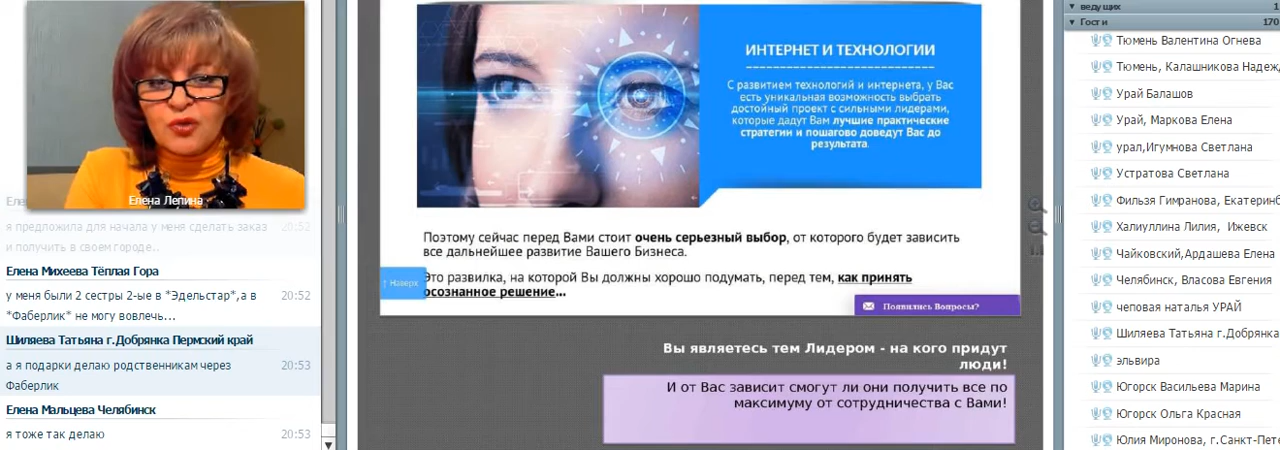 Елена Лепина
я предложила для начала у меня сделать заказ 20:52
и получить в своем городе..
Елена Михеева Тёплая Гора
у меня были 2 сестры 2-ые в *Эдельстар*,а в 20:52
*Фаберлик* не могу вовлечь...
Шиляева Татьяна г.Добрянка Пермский край
а я подарки делаю родственникам через 20:53
Фаберлик
Елена Мальцева Челябинск
я тоже так делаю 20:53
ИНТЕРНЕТ И ТЕХНОЛОГИИ
С развитием технологий и интернета, у Вас
есть уникальная возможность выбрать
достойный проект с сильными лидерами,
которые дадут Вам лучшие практические
стратегии и пошагово доведут Вас до
результата.
Поэтому сейчас перед Вами стоит очень серьезный выбор, от которого будет зависить
все дальнейшее развитие Вашего Бизнеса.
Это развилка, на которой Вы должны хорошо подумать, перед тем, как принять
осознанное решение...
↑ Наверх
Появились Вопросы?
Вы являетесь тем Лидером - на кого придут
люди!
И от Вас зависит смогут ли они получить все по
максимуму от сотрудничества с Вами!
▼ ведущих 1
▼ Гости 170
Тюмень Валентина Огнева
Тюмень, Калашникова Надеж
Урай Балашов
Урай, Маркова Елена
урал,Игумнова Светлана
Устратова Светлана
Фильзя Гимранова, Екатеринб
Халиуллина Лилия, Ижевск
Чайковский,Ардашева Елена
Челябинск, Власова Евгения
чеповая наталья УРАЙ
Шиляева Татьяна г.Добрянка
эльвира
Югорск Васильева Марина
Югорск Ольга Красная
Юлия Миронова, г.Санкт-Пете